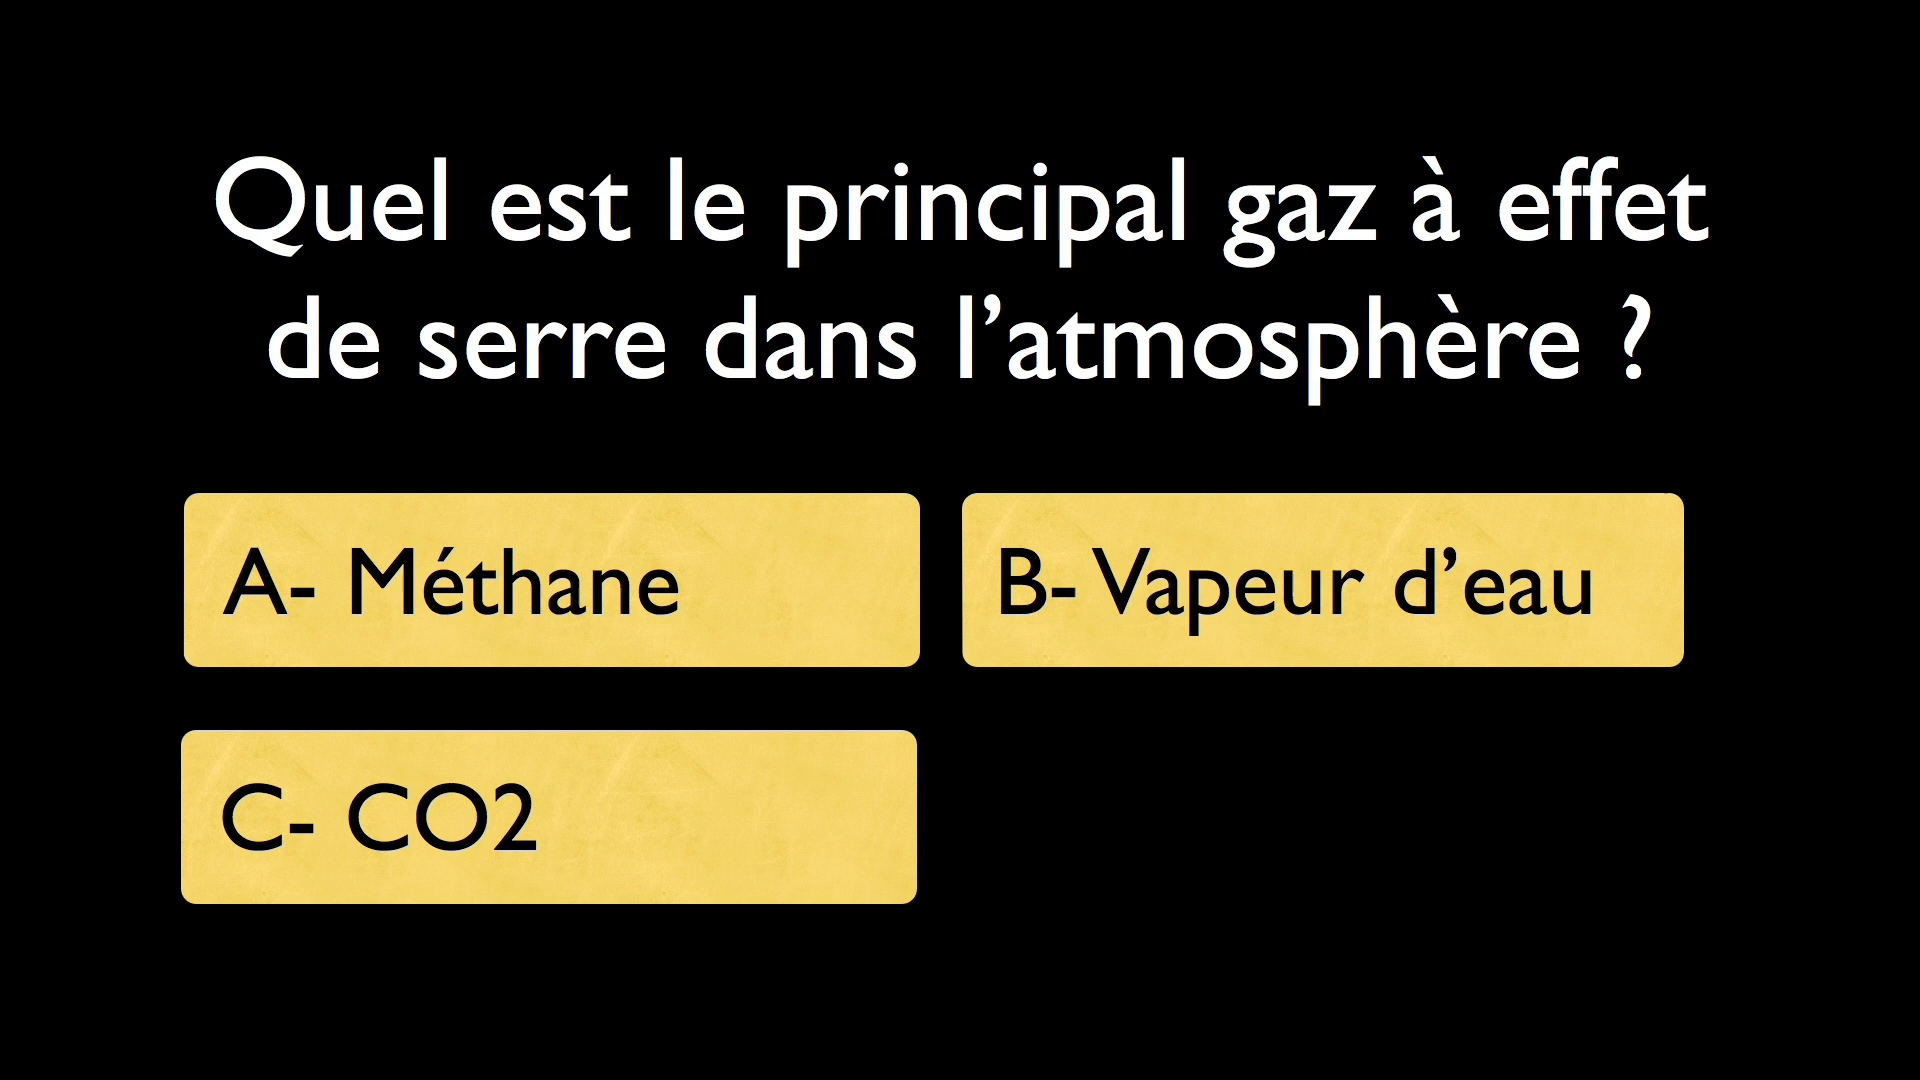 Quel est le principal gaz à effet
de serre dans l’atmosphère ?
A- Méthane
B- Vapeur d’eau
C- CO2